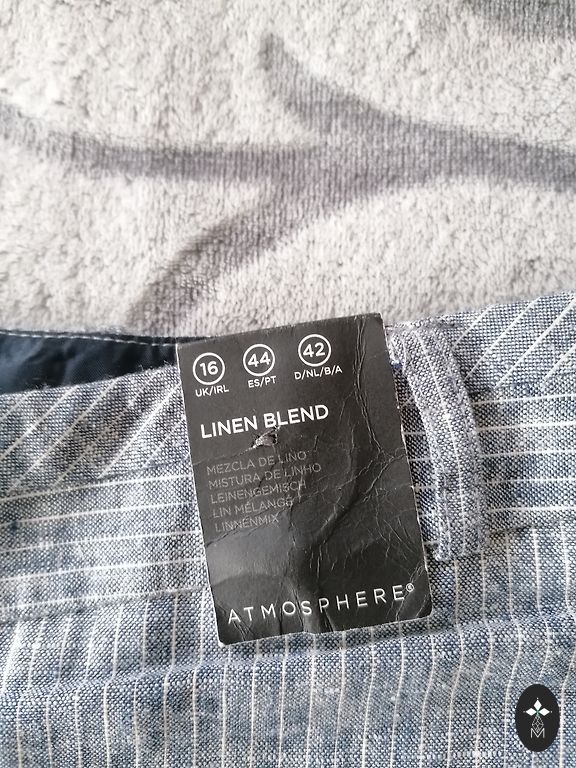 16 44 42
UK/IRL ES/PT D/NL/B/A
LINEN BLEND
MEZCLA DE LINO
MISTURA DE LINHO
LEINENGEMISCH
LIN MÉLANGÉ
LINNENMIX
ATMOSPHERE®
M